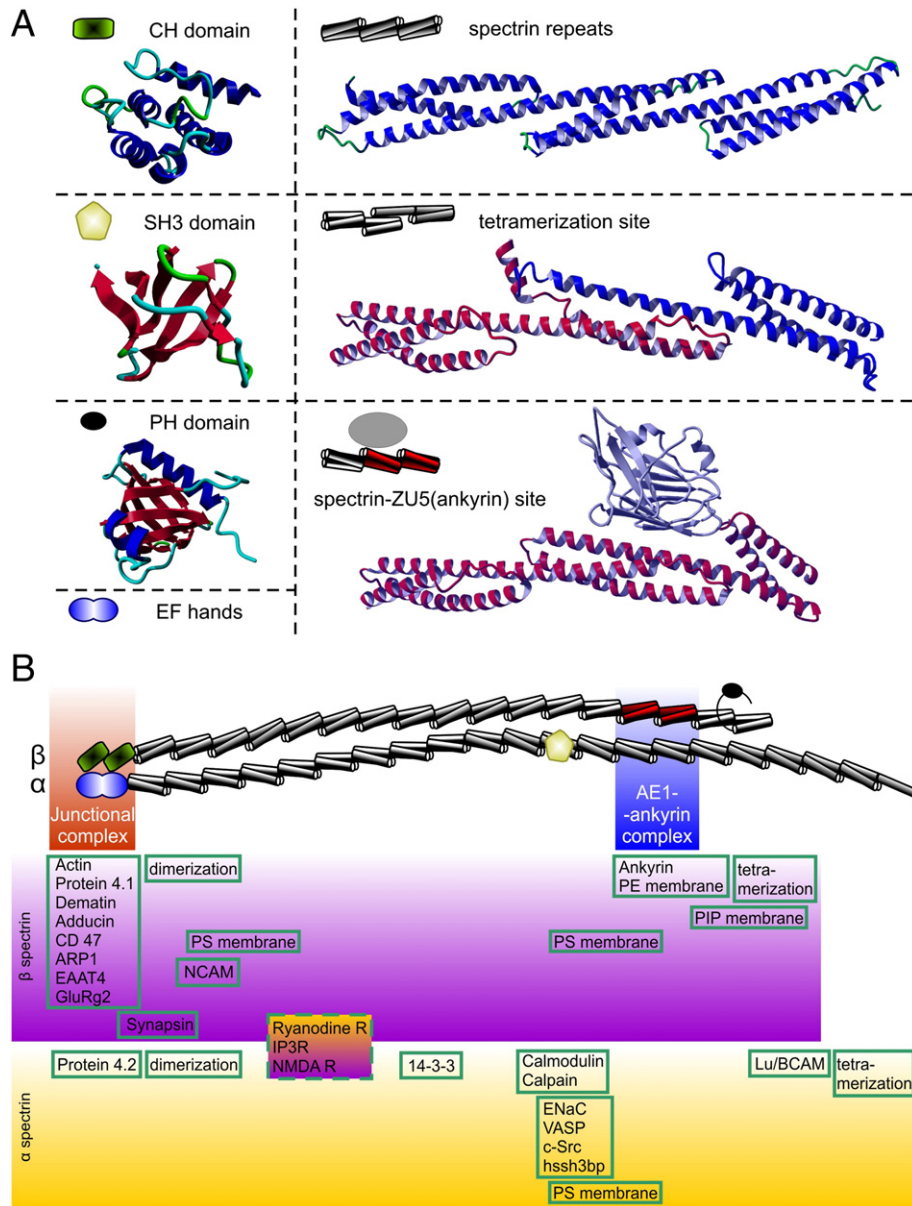 A
CH domain
spectrin repeats
SH3 domain
tetramerization site
PH domain
spectrin-ZU5(ankyrin) site
EF hands
B
β
α
Junctional
complex
AE1-
-ankyrin
complex
β spectrin
Actin
Protein 4.1
Dematin
Adducin
CD 47
ARP1
EAAT4
GluRg2
dimerization
Ankyrin
PE membrane
tetra-
merization
PIP membrane
PS membrane
PS membrane
NCAM
Synapsin
Ryanodine R
IP3R
NMDA R
α spectrin
Protein 4.2
dimerization
14-3-3
Calmodulin
Calpain
Lu/BCAM
tetra-
merization
ENaC
VASP
c-Src
hssh3bp
PS membrane